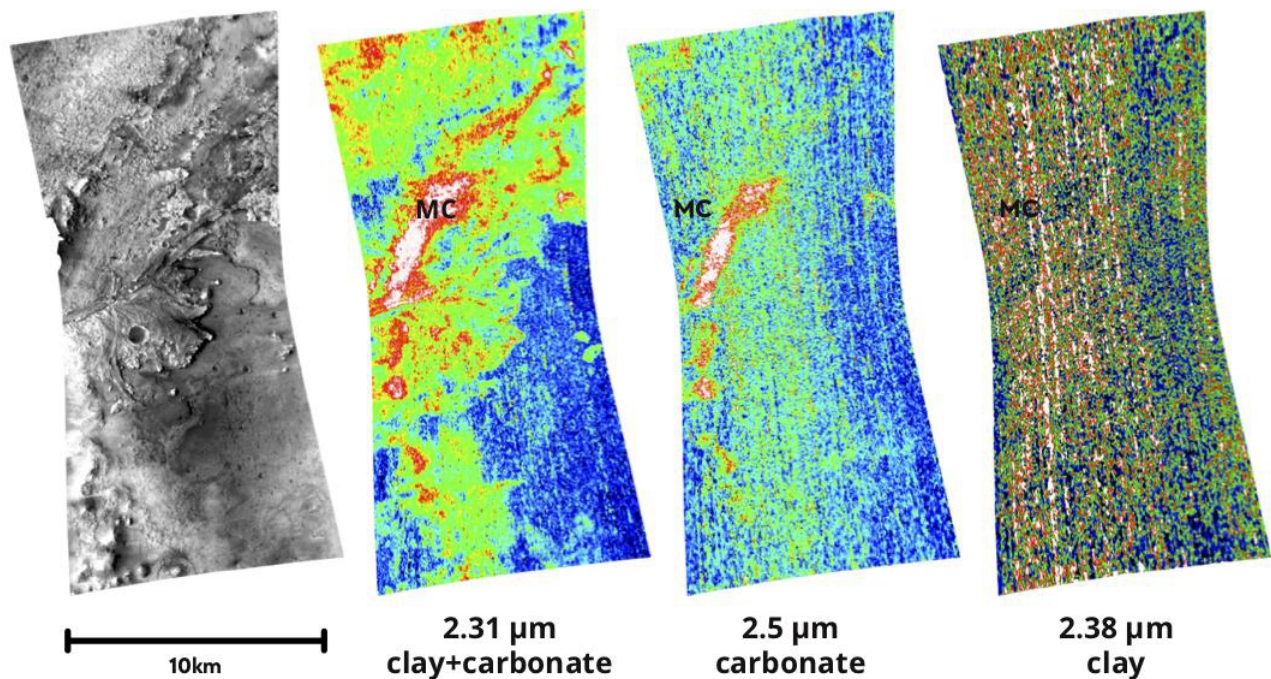 MC
MC
MC
10km
2.31 µm
clay+carbonate
2.5 µm
carbonate
2.38 µm
clay